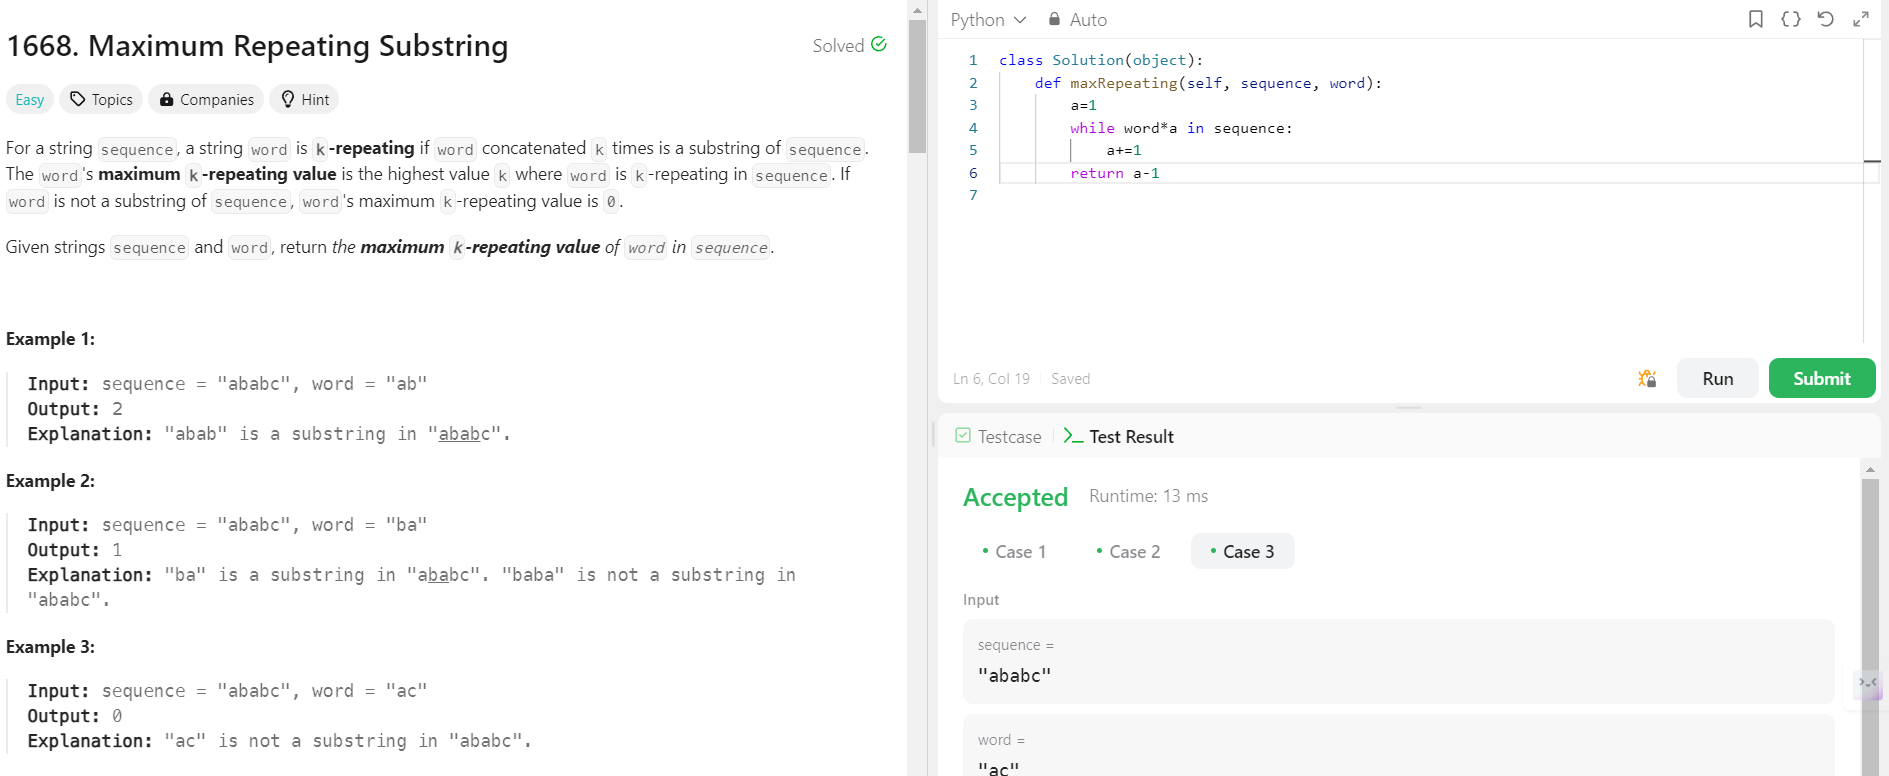 1668. Maximum Repeating Substring
Solved
Easy Topics Companies Hint
For a string sequence, a string word is k-repeating if word concatenated k times is a substring of sequence.
The word's maximum k-repeating value is the highest value k where word is k-repeating in sequence. If
word is not a substring of sequence, word's maximum k-repeating value is 0.
Given strings sequence and word, return the maximum k-repeating value of word in sequence.
Example 1:
Input: sequence = "ababc", word = "ab"
Output: 2
Explanation: "abab" is a substring in "ababc".
Example 2:
Input: sequence = "ababc", word = "ba"
Output: 1
Explanation: "ba" is a substring in "ababc". "baba" is not a substring in
"ababc".
Example 3:
Input: sequence = "ababc", word = "ac"
Output: 0
Explanation: "ac" is not a substring in "ababc".
Python Auto
1 class Solution(object):
2 def maxRepeating(self, sequence, word):
3 a=1
4 while word*a in sequence:
5 a+=1
6 return a-1
7
Ln 6, Col 19 Saved
Run Submit
Testcase Test Result
Accepted Runtime: 13 ms
Case 1 Case 2 Case 3
Input
sequence =
"ababc"
word =
"ac"